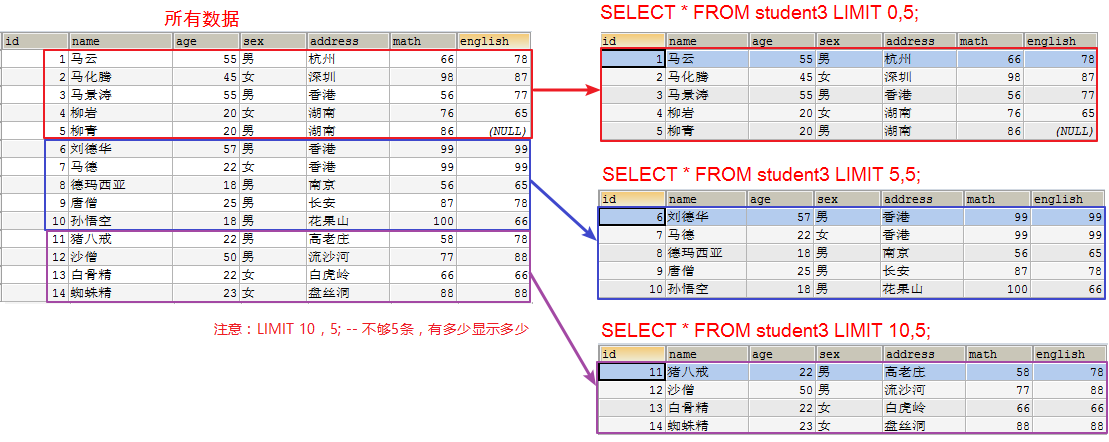 所有数据
id name age sex address math english
1 马云 55 男 杭州 66 78
2 马化腾 45 女 深圳 98 87
3 马景涛 55 男 香港 56 77
4 柳岩 20 女 湖南 76 65
5 柳青 20 男 湖南 86 (NULL)
6 刘德华 57 男 香港 99 99
7 马德 22 女 香港 99 99
8 德玛西亚 18 男 南京 56 65
9 唐僧 25 男 长安 87 78
10 孙悟空 18 男 花果山 100 66
11 猪八戒 22 男 高老庄 58 78
12 沙僧 50 男 流沙河 77 88
13 白骨精 22 女 白虎岭 66 66
14 蜘蛛精 23 女 盘丝洞 88 88
注意：LIMIT 10，5; -- 不够5条，有多少显示多少
SELECT * FROM student3 LIMIT 0,5;
id name age sex address math english
1 马云 55 男 杭州 66 78
2 马化腾 45 女 深圳 98 87
3 马景涛 55 男 香港 56 77
4 柳岩 20 女 湖南 76 65
5 柳青 20 男 湖南 86 (NULL)
SELECT * FROM student3 LIMIT 5,5;
id name age sex address math english
6 刘德华 57 男 香港 99 99
7 马德 22 女 香港 99 99
8 德玛西亚 18 男 南京 56 65
9 唐僧 25 男 长安 87 78
10 孙悟空 18 男 花果山 100 66
SELECT * FROM student3 LIMIT 10,5;
id name age sex address math english
11 猪八戒 22 男 高老庄 58 78
12 沙僧 50 男 流沙河 77 88
13 白骨精 22 女 白虎岭 66 66
14 蜘蛛精 23 女 盘丝洞 88 88